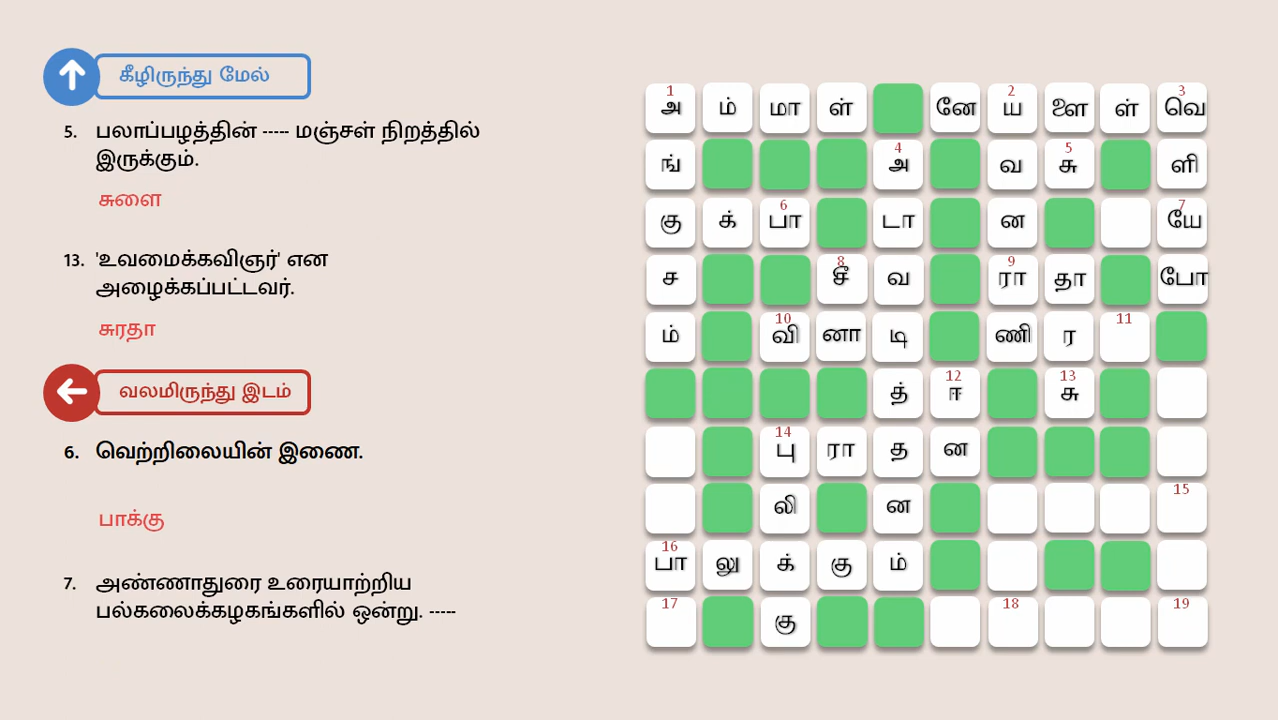 கீழிருந்து மேல்
5. பலாப்பழத்தின் ----- மஞ்சள் நிறத்தில்
இருக்கும்.
சுளை
13. 'உவமைக்கவிஞர்' என
அழைக்கப்பட்டவர்.
சுரதா
வலமிருந்து இடம்
6. வெற்றிலையின் இணை.
பாக்கு
7. அண்ணாதுரை உரையாற்றிய
பல்கலைக்கழகங்களில் ஒன்று. -----
1 2 3
அ ம் மா ள் னே ய ளை ள் வெ
4 5
ங் அ வ சு ளி
6 7
கு க் பா டா ன யே
8 9
ச சீ வ ரா தா போ
10 11
ம் வி னா டி ணி ர
12 13
த் ஈ சு
14
பு ரா த ன
15
லி ன
16
பா லு க் கு ம்
17 18 19
கு